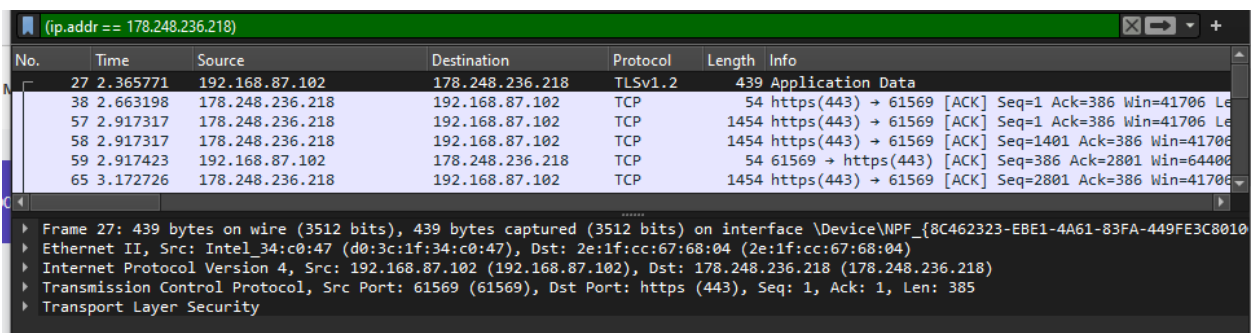 (ip.addr == 178.248.236.218)
No. Time Source Destination Protocol Length Info
27 2.365771 192.168.87.102 178.248.236.218 TLSv1.2 439 Application Data
38 2.663198 178.248.236.218 192.168.87.102 TCP 54 https(443) → 61569 [ACK] Seq=1 Ack=386 Win=41706 Le
57 2.917317 178.248.236.218 192.168.87.102 TCP 1454 https(443) → 61569 [ACK] Seq=1 Ack=386 Win=41706 Le
58 2.917317 178.248.236.218 192.168.87.102 TCP 1454 https(443) → 61569 [ACK] Seq=1401 Ack=386 Win=41706
59 2.917423 192.168.87.102 178.248.236.218 TCP 54 61569 → https(443) [ACK] Seq=386 Ack=2801 Win=64400
65 3.172726 178.248.236.218 192.168.87.102 TCP 1454 https(443) → 61569 [ACK] Seq=2801 Ack=386 Win=41706
Frame 27: 439 bytes on wire (3512 bits), 439 bytes captured (3512 bits) on interface \Device\NPF_{8C462323-EBE1-4A61-83FA-449FE3C8010
Ethernet II, Src: Intel_34:c0:47 (d0:3c:1f:34:c0:47), Dst: 2e:1f:cc:67:68:04 (2e:1f:cc:67:68:04)
Internet Protocol Version 4, Src: 192.168.87.102 (192.168.87.102), Dst: 178.248.236.218 (178.248.236.218)
Transmission Control Protocol, Src Port: 61569 (61569), Dst Port: https (443), Seq: 1, Ack: 1, Len: 385
Transport Layer Security